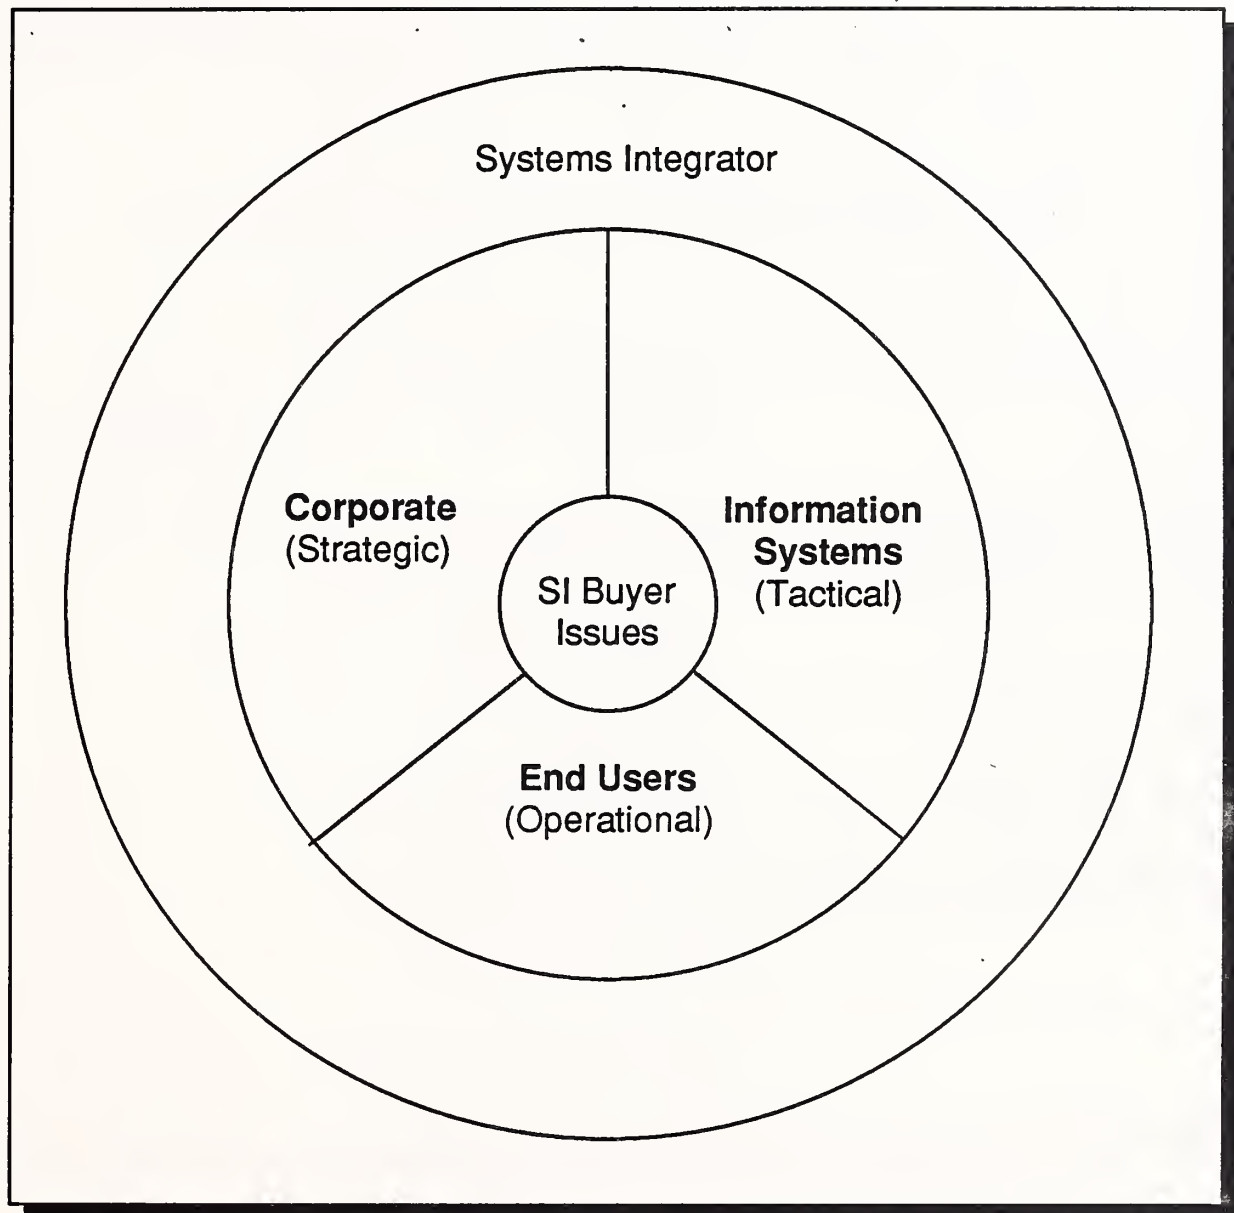 Systems Integrator
Corporate
(Strategic)
Information
Systems
(Tactical)
SI Buyer
Issues
End Users
(Operational)